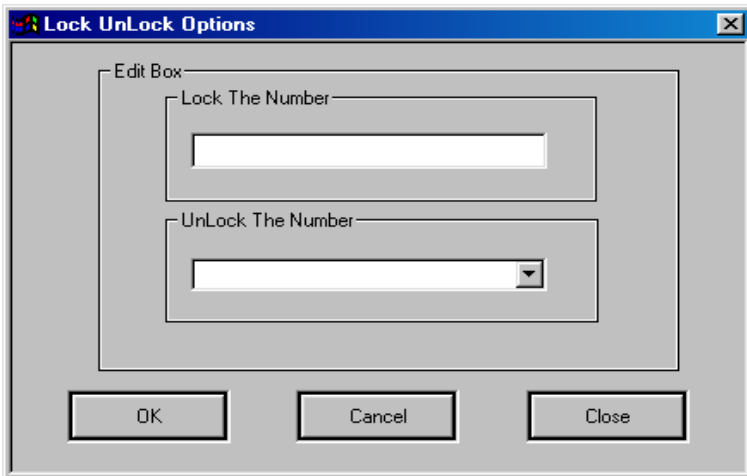 Lock UnLock Options
Edit Box
Lock The Number
UnLock The Number
OK Cancel Close